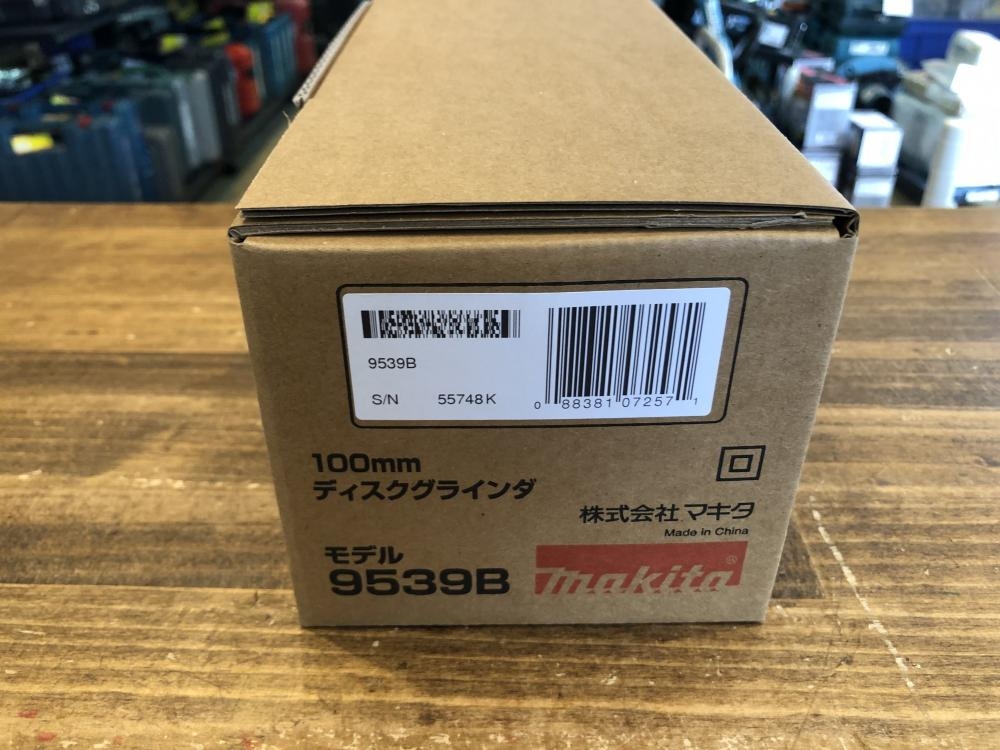 9539B
S/N 55748K
0 88381 07257 1
100mm
ディスクグラインダ
株式会社 マキタ
Made in China
モデル
9539B
makita®